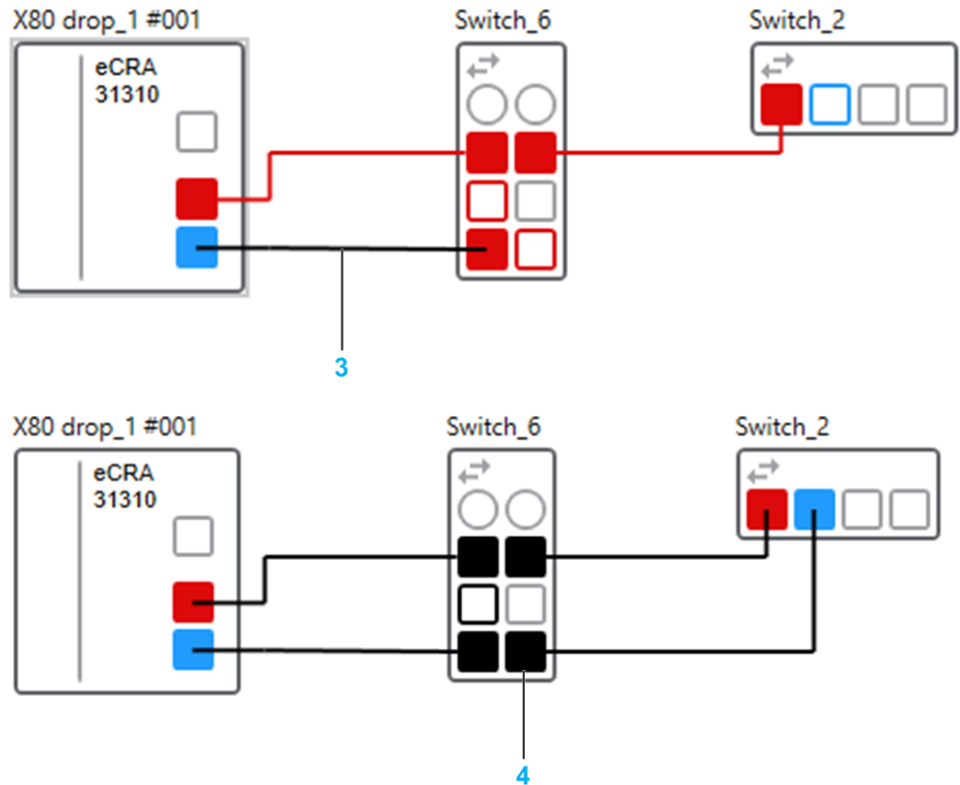 X80 drop_1 #001
Switch_6
Switch_2
eCRA
31310
3
X80 drop_1 #001
Switch_6
Switch_2
eCRA
31310
4